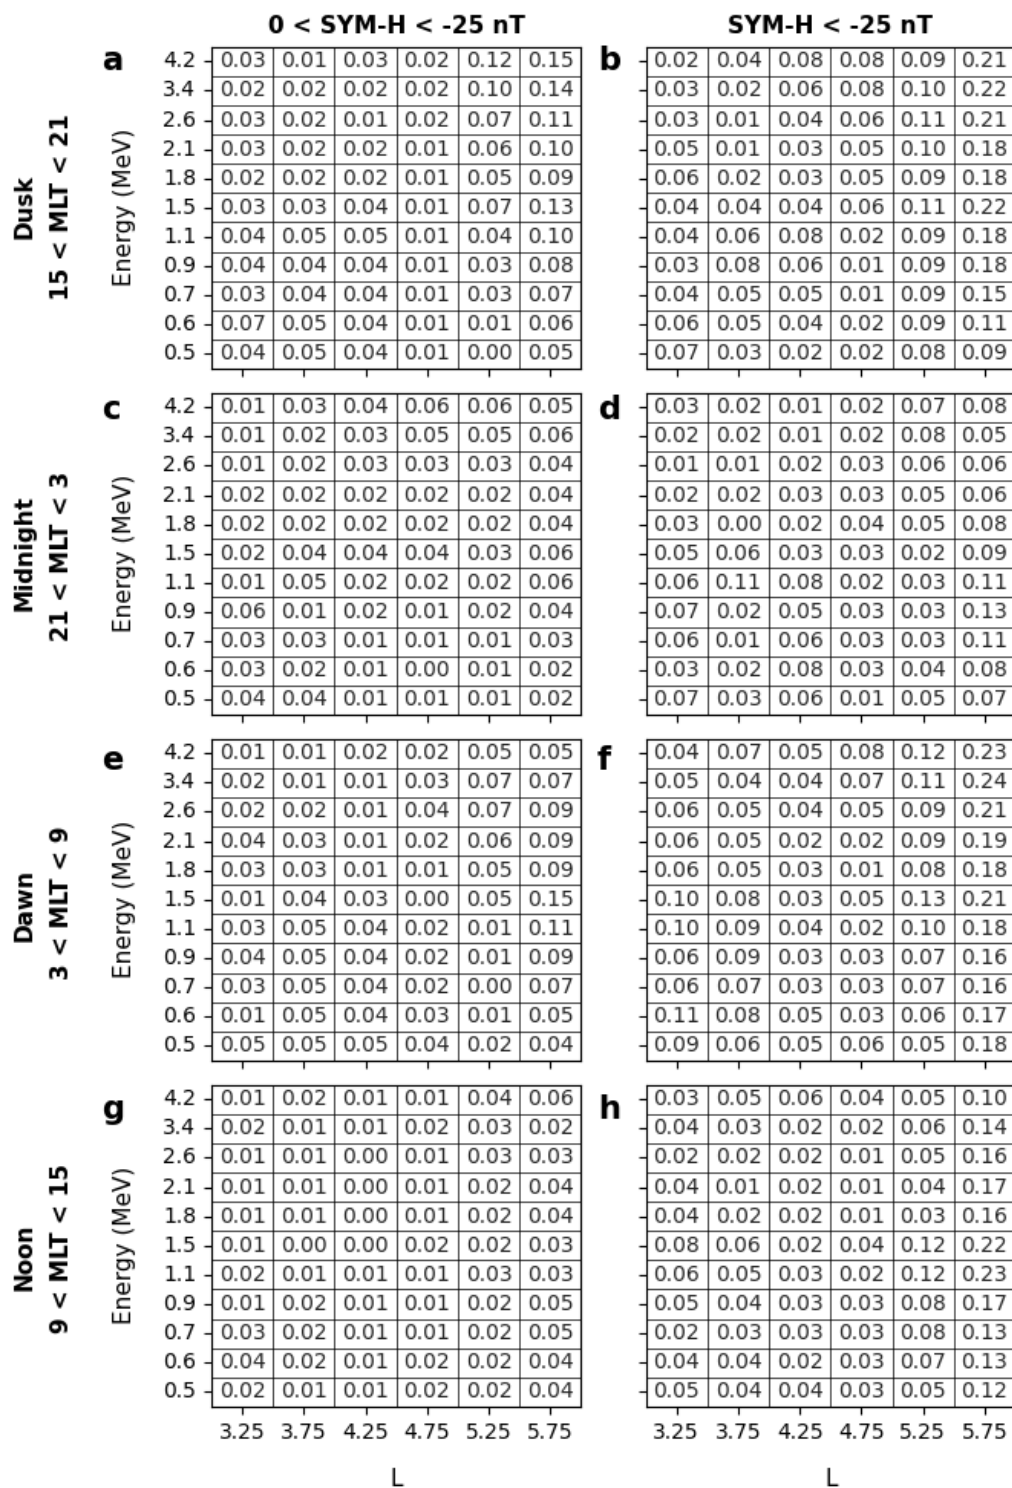 0 < SYM-H < -25 nT SYM-H < -25 nT
a b
Dusk
15 < MLT < 21
Energy (MeV)
4.2 0.03 0.01 0.03 0.02 0.12 0.15 0.02 0.04 0.08 0.08 0.09 0.21
3.4 0.02 0.02 0.02 0.02 0.10 0.14 0.03 0.02 0.06 0.08 0.10 0.22
2.6 0.03 0.02 0.01 0.02 0.07 0.11 0.03 0.01 0.04 0.06 0.11 0.21
2.1 0.03 0.02 0.02 0.01 0.06 0.10 0.05 0.01 0.03 0.05 0.10 0.18
1.8 0.02 0.02 0.02 0.01 0.05 0.09 0.06 0.02 0.03 0.05 0.09 0.18
1.5 0.03 0.03 0.04 0.01 0.07 0.13 0.04 0.04 0.04 0.06 0.11 0.22
1.1 0.04 0.05 0.05 0.01 0.04 0.10 0.04 0.06 0.08 0.02 0.09 0.18
0.9 0.04 0.04 0.04 0.01 0.03 0.08 0.03 0.08 0.06 0.01 0.09 0.18
0.7 0.03 0.04 0.04 0.01 0.03 0.07 0.04 0.05 0.05 0.01 0.09 0.15
0.6 0.07 0.05 0.04 0.01 0.01 0.06 0.06 0.05 0.04 0.02 0.09 0.11
0.5 0.04 0.05 0.04 0.01 0.00 0.05 0.07 0.03 0.02 0.02 0.08 0.09
c d
Midnight
21 < MLT < 3
Energy (MeV)
4.2 0.01 0.03 0.04 0.06 0.06 0.05 0.03 0.02 0.01 0.02 0.07 0.08
3.4 0.01 0.02 0.03 0.05 0.05 0.06 0.02 0.02 0.01 0.02 0.08 0.05
2.6 0.01 0.02 0.03 0.03 0.03 0.04 0.01 0.01 0.02 0.03 0.06 0.06
2.1 0.02 0.02 0.02 0.02 0.02 0.04 0.02 0.02 0.03 0.03 0.05 0.06
1.8 0.02 0.02 0.02 0.02 0.02 0.04 0.03 0.00 0.02 0.04 0.05 0.08
1.5 0.02 0.04 0.04 0.04 0.03 0.06 0.05 0.06 0.03 0.03 0.02 0.09
1.1 0.01 0.05 0.02 0.02 0.02 0.06 0.06 0.11 0.08 0.02 0.03 0.11
0.9 0.06 0.01 0.02 0.01 0.02 0.04 0.07 0.02 0.05 0.03 0.03 0.13
0.7 0.03 0.03 0.01 0.01 0.01 0.03 0.06 0.01 0.06 0.03 0.03 0.11
0.6 0.03 0.02 0.01 0.00 0.01 0.02 0.03 0.02 0.08 0.03 0.04 0.08
0.5 0.04 0.04 0.01 0.01 0.01 0.02 0.07 0.03 0.06 0.01 0.05 0.07
e f
Dawn
3 < MLT < 9
Energy (MeV)
4.2 0.01 0.01 0.02 0.02 0.05 0.05 0.04 0.07 0.05 0.08 0.12 0.23
3.4 0.02 0.01 0.01 0.03 0.07 0.07 0.05 0.04 0.04 0.07 0.11 0.24
2.6 0.02 0.02 0.01 0.04 0.07 0.09 0.06 0.05 0.04 0.05 0.09 0.21
2.1 0.04 0.03 0.01 0.02 0.06 0.09 0.06 0.05 0.02 0.02 0.09 0.19
1.8 0.03 0.03 0.01 0.01 0.05 0.09 0.06 0.05 0.03 0.01 0.08 0.18
1.5 0.01 0.04 0.03 0.00 0.05 0.15 0.10 0.08 0.03 0.05 0.13 0.21
1.1 0.03 0.05 0.04 0.02 0.01 0.11 0.10 0.09 0.04 0.02 0.10 0.18
0.9 0.04 0.05 0.04 0.02 0.01 0.09 0.06 0.09 0.03 0.03 0.07 0.16
0.7 0.03 0.05 0.04 0.02 0.00 0.07 0.06 0.07 0.03 0.03 0.07 0.16
0.6 0.01 0.05 0.04 0.03 0.01 0.05 0.11 0.08 0.05 0.03 0.06 0.17
0.5 0.05 0.05 0.05 0.04 0.02 0.04 0.09 0.06 0.05 0.06 0.05 0.18
g h
Noon
9 < MLT < 15
Energy (MeV)
4.2 0.01 0.02 0.01 0.01 0.04 0.06 0.03 0.05 0.06 0.04 0.05 0.10
3.4 0.02 0.01 0.01 0.02 0.03 0.02 0.04 0.03 0.02 0.02 0.06 0.14
2.6 0.01 0.01 0.00 0.01 0.03 0.03 0.02 0.02 0.02 0.01 0.05 0.16
2.1 0.01 0.01 0.00 0.01 0.02 0.04 0.04 0.01 0.02 0.01 0.04 0.17
1.8 0.01 0.01 0.00 0.01 0.02 0.04 0.04 0.02 0.02 0.01 0.03 0.16
1.5 0.01 0.00 0.00 0.02 0.02 0.03 0.08 0.06 0.02 0.04 0.12 0.22
1.1 0.02 0.01 0.01 0.01 0.03 0.03 0.06 0.05 0.03 0.02 0.12 0.23
0.9 0.01 0.02 0.01 0.01 0.02 0.05 0.05 0.04 0.03 0.03 0.08 0.17
0.7 0.03 0.02 0.01 0.01 0.02 0.05 0.02 0.03 0.03 0.03 0.08 0.13
0.6 0.04 0.02 0.01 0.02 0.02 0.04 0.04 0.04 0.02 0.03 0.07 0.13
0.5 0.02 0.01 0.01 0.02 0.02 0.04 0.05 0.04 0.04 0.03 0.05 0.12
3.25 3.75 4.25 4.75 5.25 5.75 3.25 3.75 4.25 4.75 5.25 5.75
L L